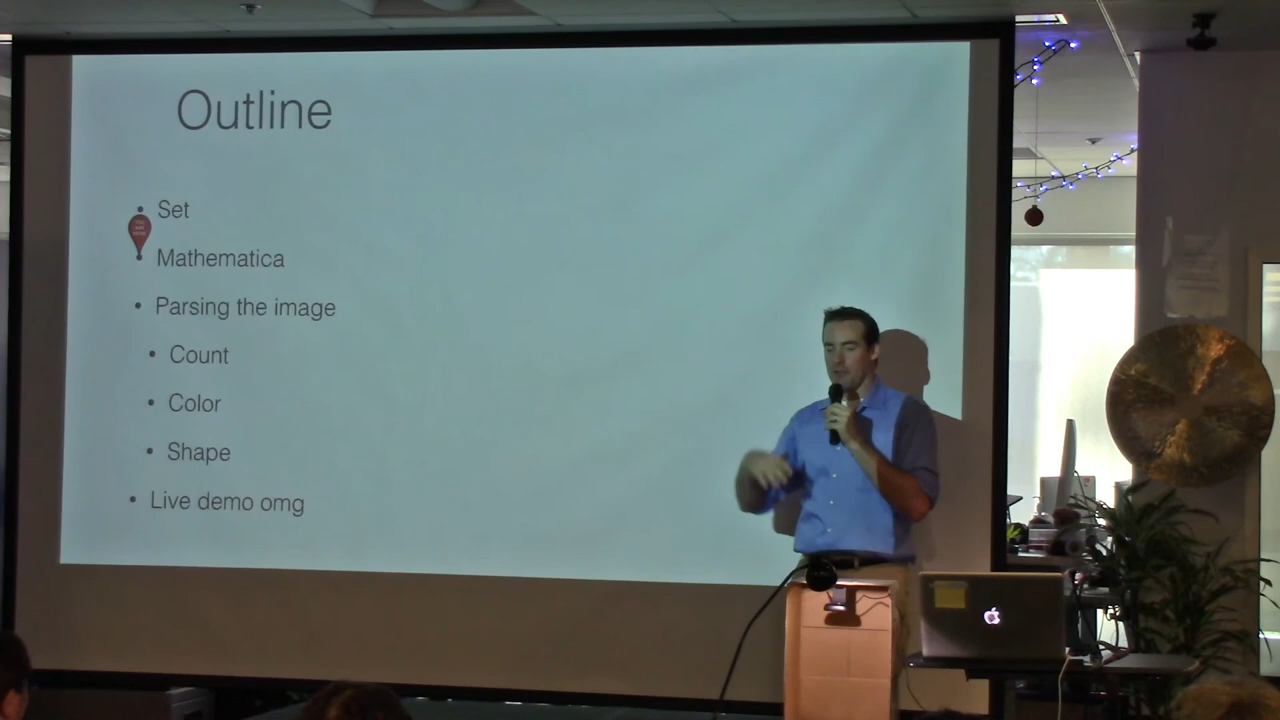 Outline
Set
Mathematica
Parsing the image
Count
Color
Shape
Live demo omg